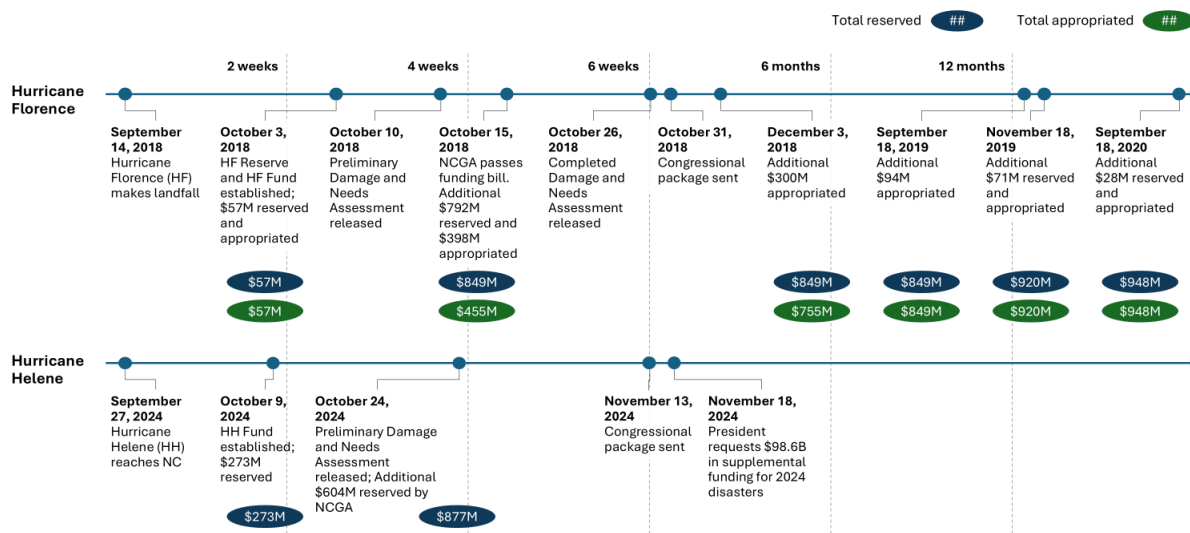 Total reserved ##
Total appropriated ##
2 weeks
4 weeks
6 weeks
6 months
12 months
Hurricane
Florence
September
14, 2018
Hurricane
Florence (HF)
makes landfall
October 3,
2018
HF Reserve
and HF Fund
established;
$57M reserved
and
appropriated
October 10,
2018
Preliminary
Damage and
Needs
Assessment
released
October 15,
2018
NCGA passes
funding bill.
Additional
$792M
reserved and
$398M
appropriated
October 26,
2018
Completed
Damage and
Needs
Assessment
released
October 31,
2018
Congressional
package sent
December 3,
2018
Additional
$300M
appropriated
September
18, 2019
Additional
$94M
appropriated
November 18,
2019
Additional
$71M reserved
and
appropriated
September
18, 2020
Additional
$28M reserved
and
appropriated
$57M
$849M
$849M
$849M
$920M
$948M
$57M
$455M
$755M
$849M
$920M
$948M
Hurricane
Helene
September
27, 2024
Hurricane
Helene (HH)
reaches NC
October 9,
2024
HH Fund
established;
$273M
reserved
October 24,
2024
Preliminary Damage
and Needs
Assessment
released; Additional
$604M reserved by
NCGA
November 13,
2024
Congressional
package sent
November 18,
2024
President
requests $98.6B
in supplemental
funding for 2024
disasters
$273M
$877M